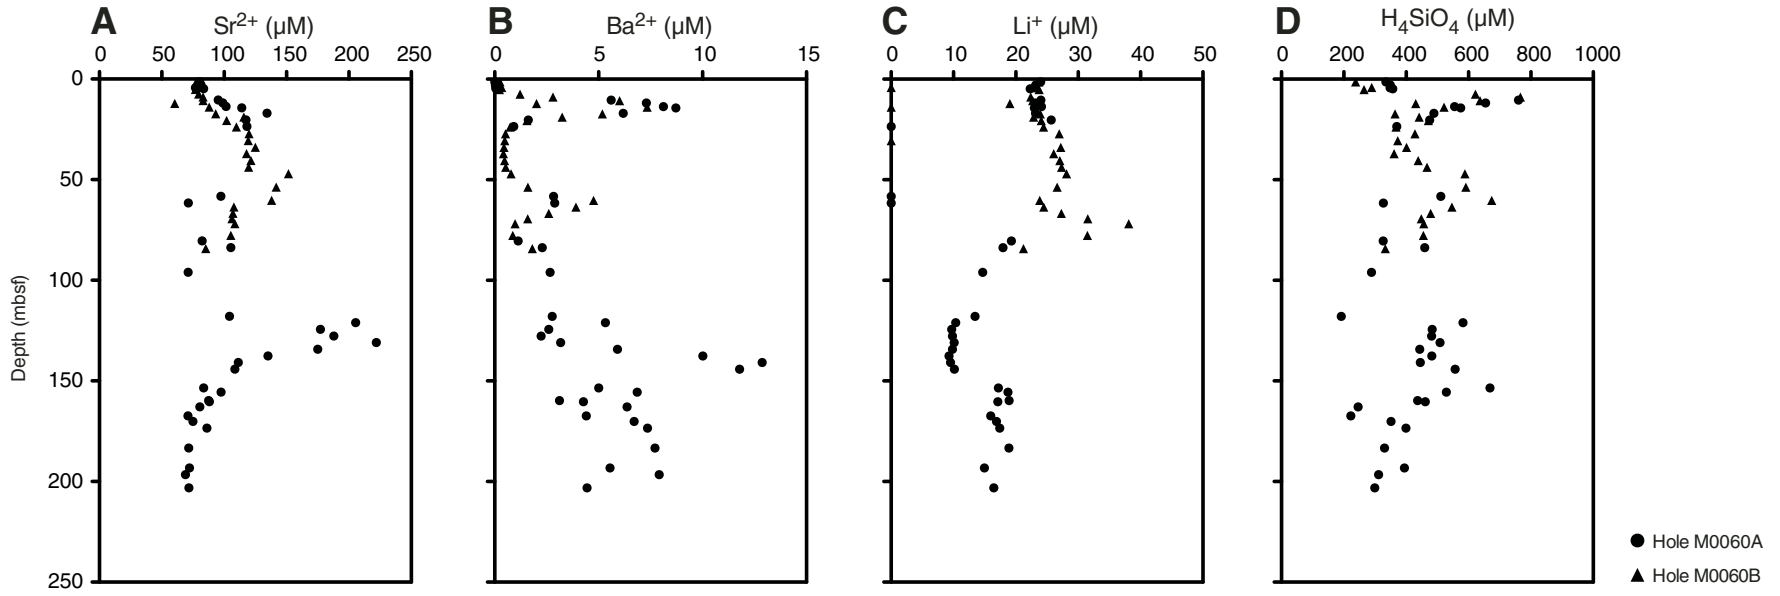 A Sr2+ (µM)
B Ba2+ (µM)
C Li+ (µM)
D H4SiO4 (µM)
0 50 100 150 200 250
0 5 10 15
0 10 20 30 40 50
0 200 400 600 800 1000
0
50
100
150
200
250
Depth (mbsf)
Hole M0060A
Hole M0060B